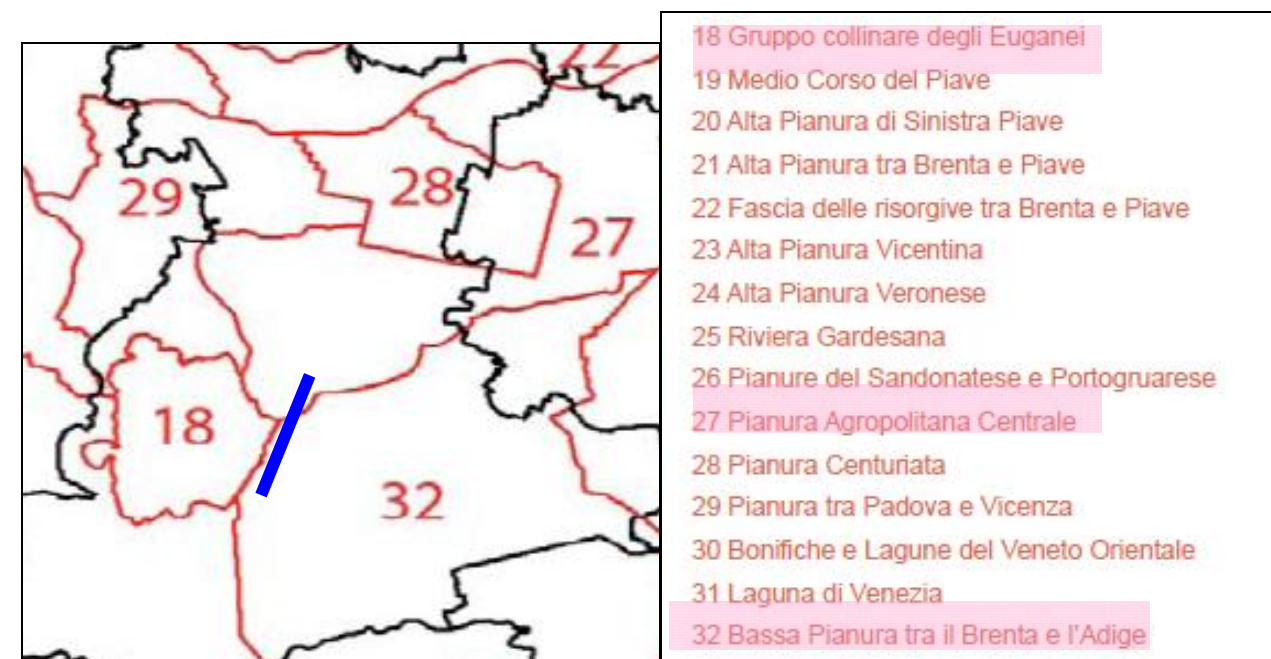 22
29
28
27
18
32
18 Gruppo collinare degli Euganei
19 Medio Corso del Piave
20 Alta Pianura di Sinistra Piave
21 Alta Pianura tra Brenta e Piave
22 Fascia delle risorgive tra Brenta e Piave
23 Alta Pianura Vicentina
24 Alta Pianura Veronese
25 Riviera Gardesana
26 Pianure del Sandonatese e Portogruarese
27 Pianura Agropolitana Centrale
28 Pianura Centuriata
29 Pianura tra Padova e Vicenza
30 Bonifiche e Lagune del Veneto Orientale
31 Laguna di Venezia
32 Bassa Pianura tra il Brenta e l'Adige